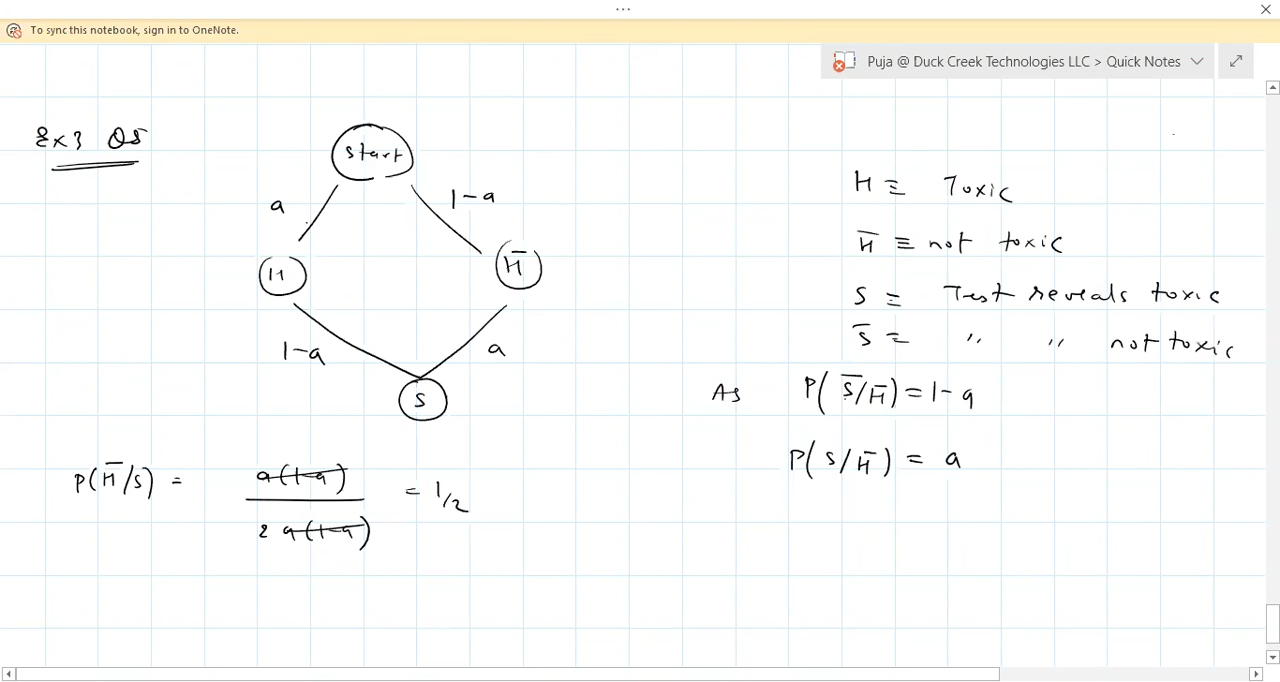 ...
To sync this notebook, sign in to OneNote.
Puja @ Duck Creek Technologies LLC > Quick Notes
Ex3 Q5
start
a
1-a
H
H̅
1-a
a
S
H ≡ Toxic
H̅ ≡ not toxic
S ≡ Test reveals toxic
S̅ ≡ " " not toxic
As P(S̅/H̅) = 1-a
P(S/H̅) = a
P(H̅/S) = a(1-a) / 2 a(1-a) = 1/2